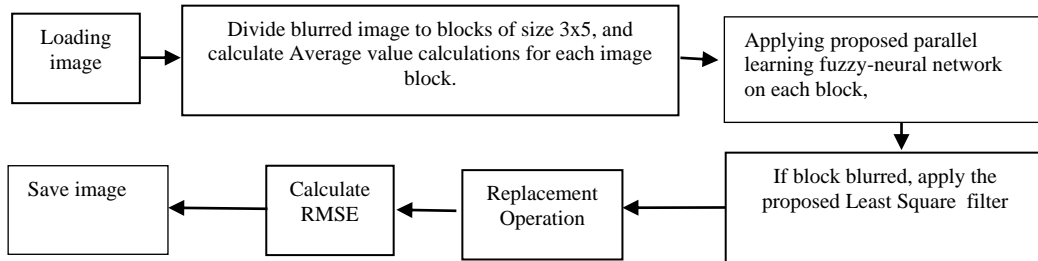 Loading
image
Divide blurred image to blocks of size 3x5, and
calculate Average value calculations for each image
block.
Applying proposed parallel
learning fuzzy-neural network
on each block,
If block blurred, apply the
proposed Least Square filter
Replacement
Operation
Calculate
RMSE
Save image